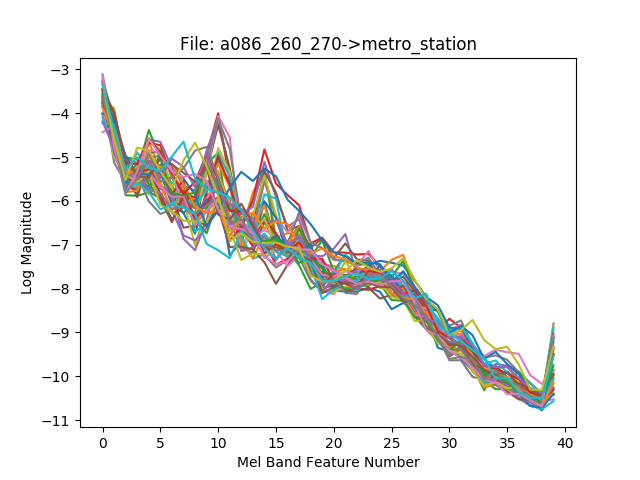 File: a086_260_270->metro_station
−3
−4
−5
−6
−7
−8
−9
−10
−11
Log Magnitude
0 5 10 15 20 25 30 35 40
Mel Band Feature Number